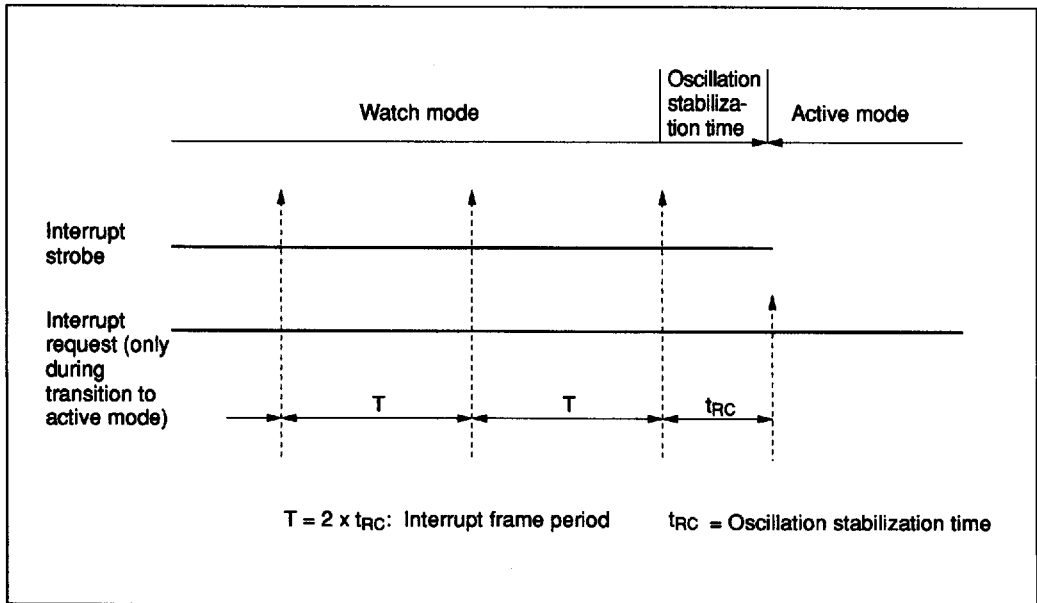 Watch mode
Oscillation
stabiliza-
tion time
Active mode
Interrupt
strobe
Interrupt
request (only
during
transition to
active mode)
T
T
tRC
T = 2 x tRC: Interrupt frame period
tRC = Oscillation stabilization time